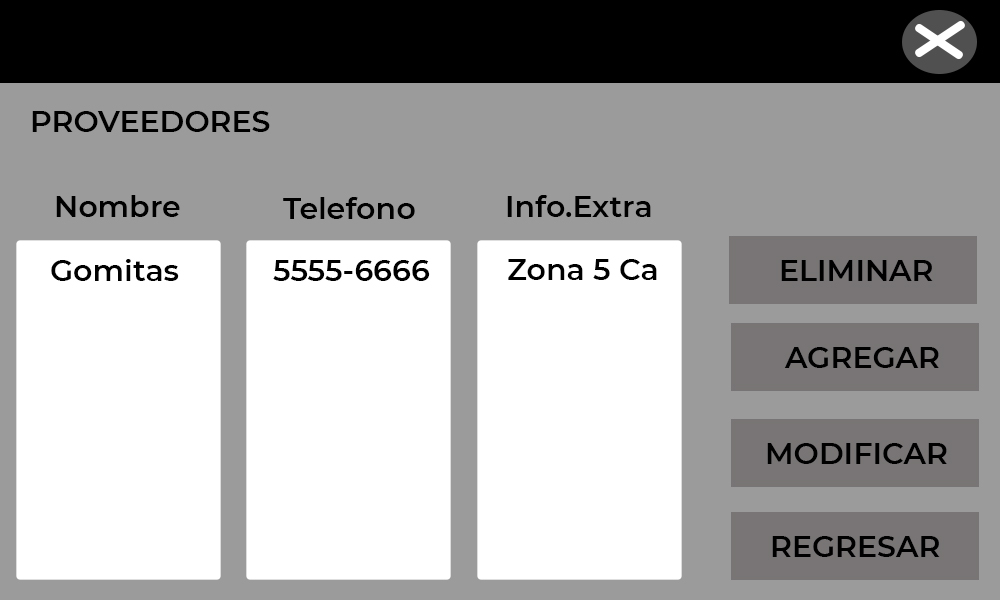 PROVEEDORES
Nombre Telefono Info.Extra
Gomitas 5555-6666 Zona 5 Ca
ELIMINAR
AGREGAR
MODIFICAR
REGRESAR